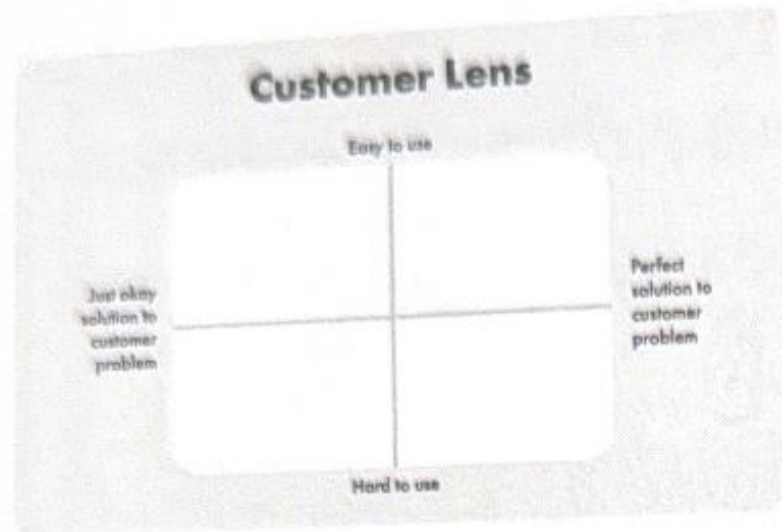 Customer Lens
Easy to use
Just okay
solution to
customer
problem
Perfect
solution to
customer
problem
Hard to use